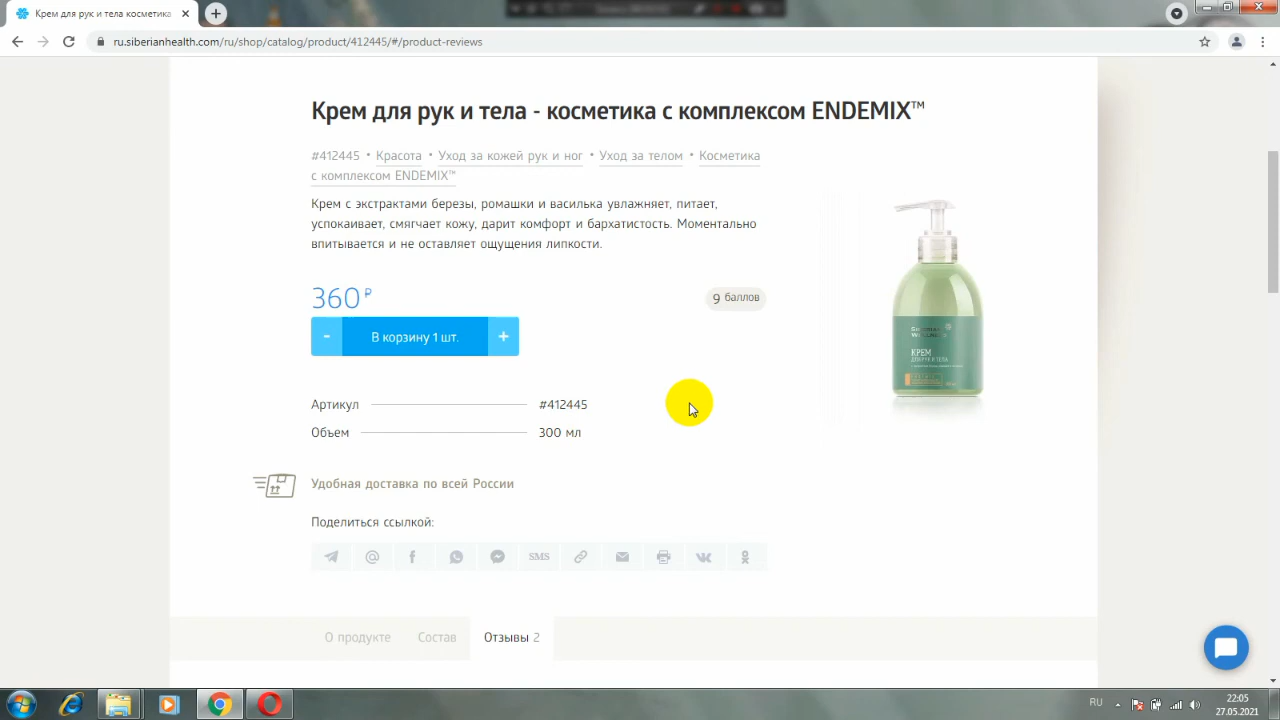 Крем для рук и тела косметика
ru.siberianhealth.com/ru/shop/catalog/product/412445/#/product-reviews
Крем для рук и тела - косметика с комплексом ENDEMIX™
#412445 • Красота • Уход за кожей рук и ног • Уход за телом • Косметика
с комплексом ENDEMIX™
Крем с экстрактами березы, ромашки и василька увлажняет, питает,
успокаивает, смягчает кожу, дарит комфорт и бархатистость. Моментально
впитывается и не оставляет ощущения липкости.
360 ₽
9 баллов
- В корзину 1 шт. +
КРЕМ
ДЛЯ РУК И ТЕЛА
Артикул #412445
Объем 300 мл
Удобная доставка по всей России
Поделиться ссылкой:
SMS
О продукте Состав Отзывы 2
RU
22:05
27.05.2021